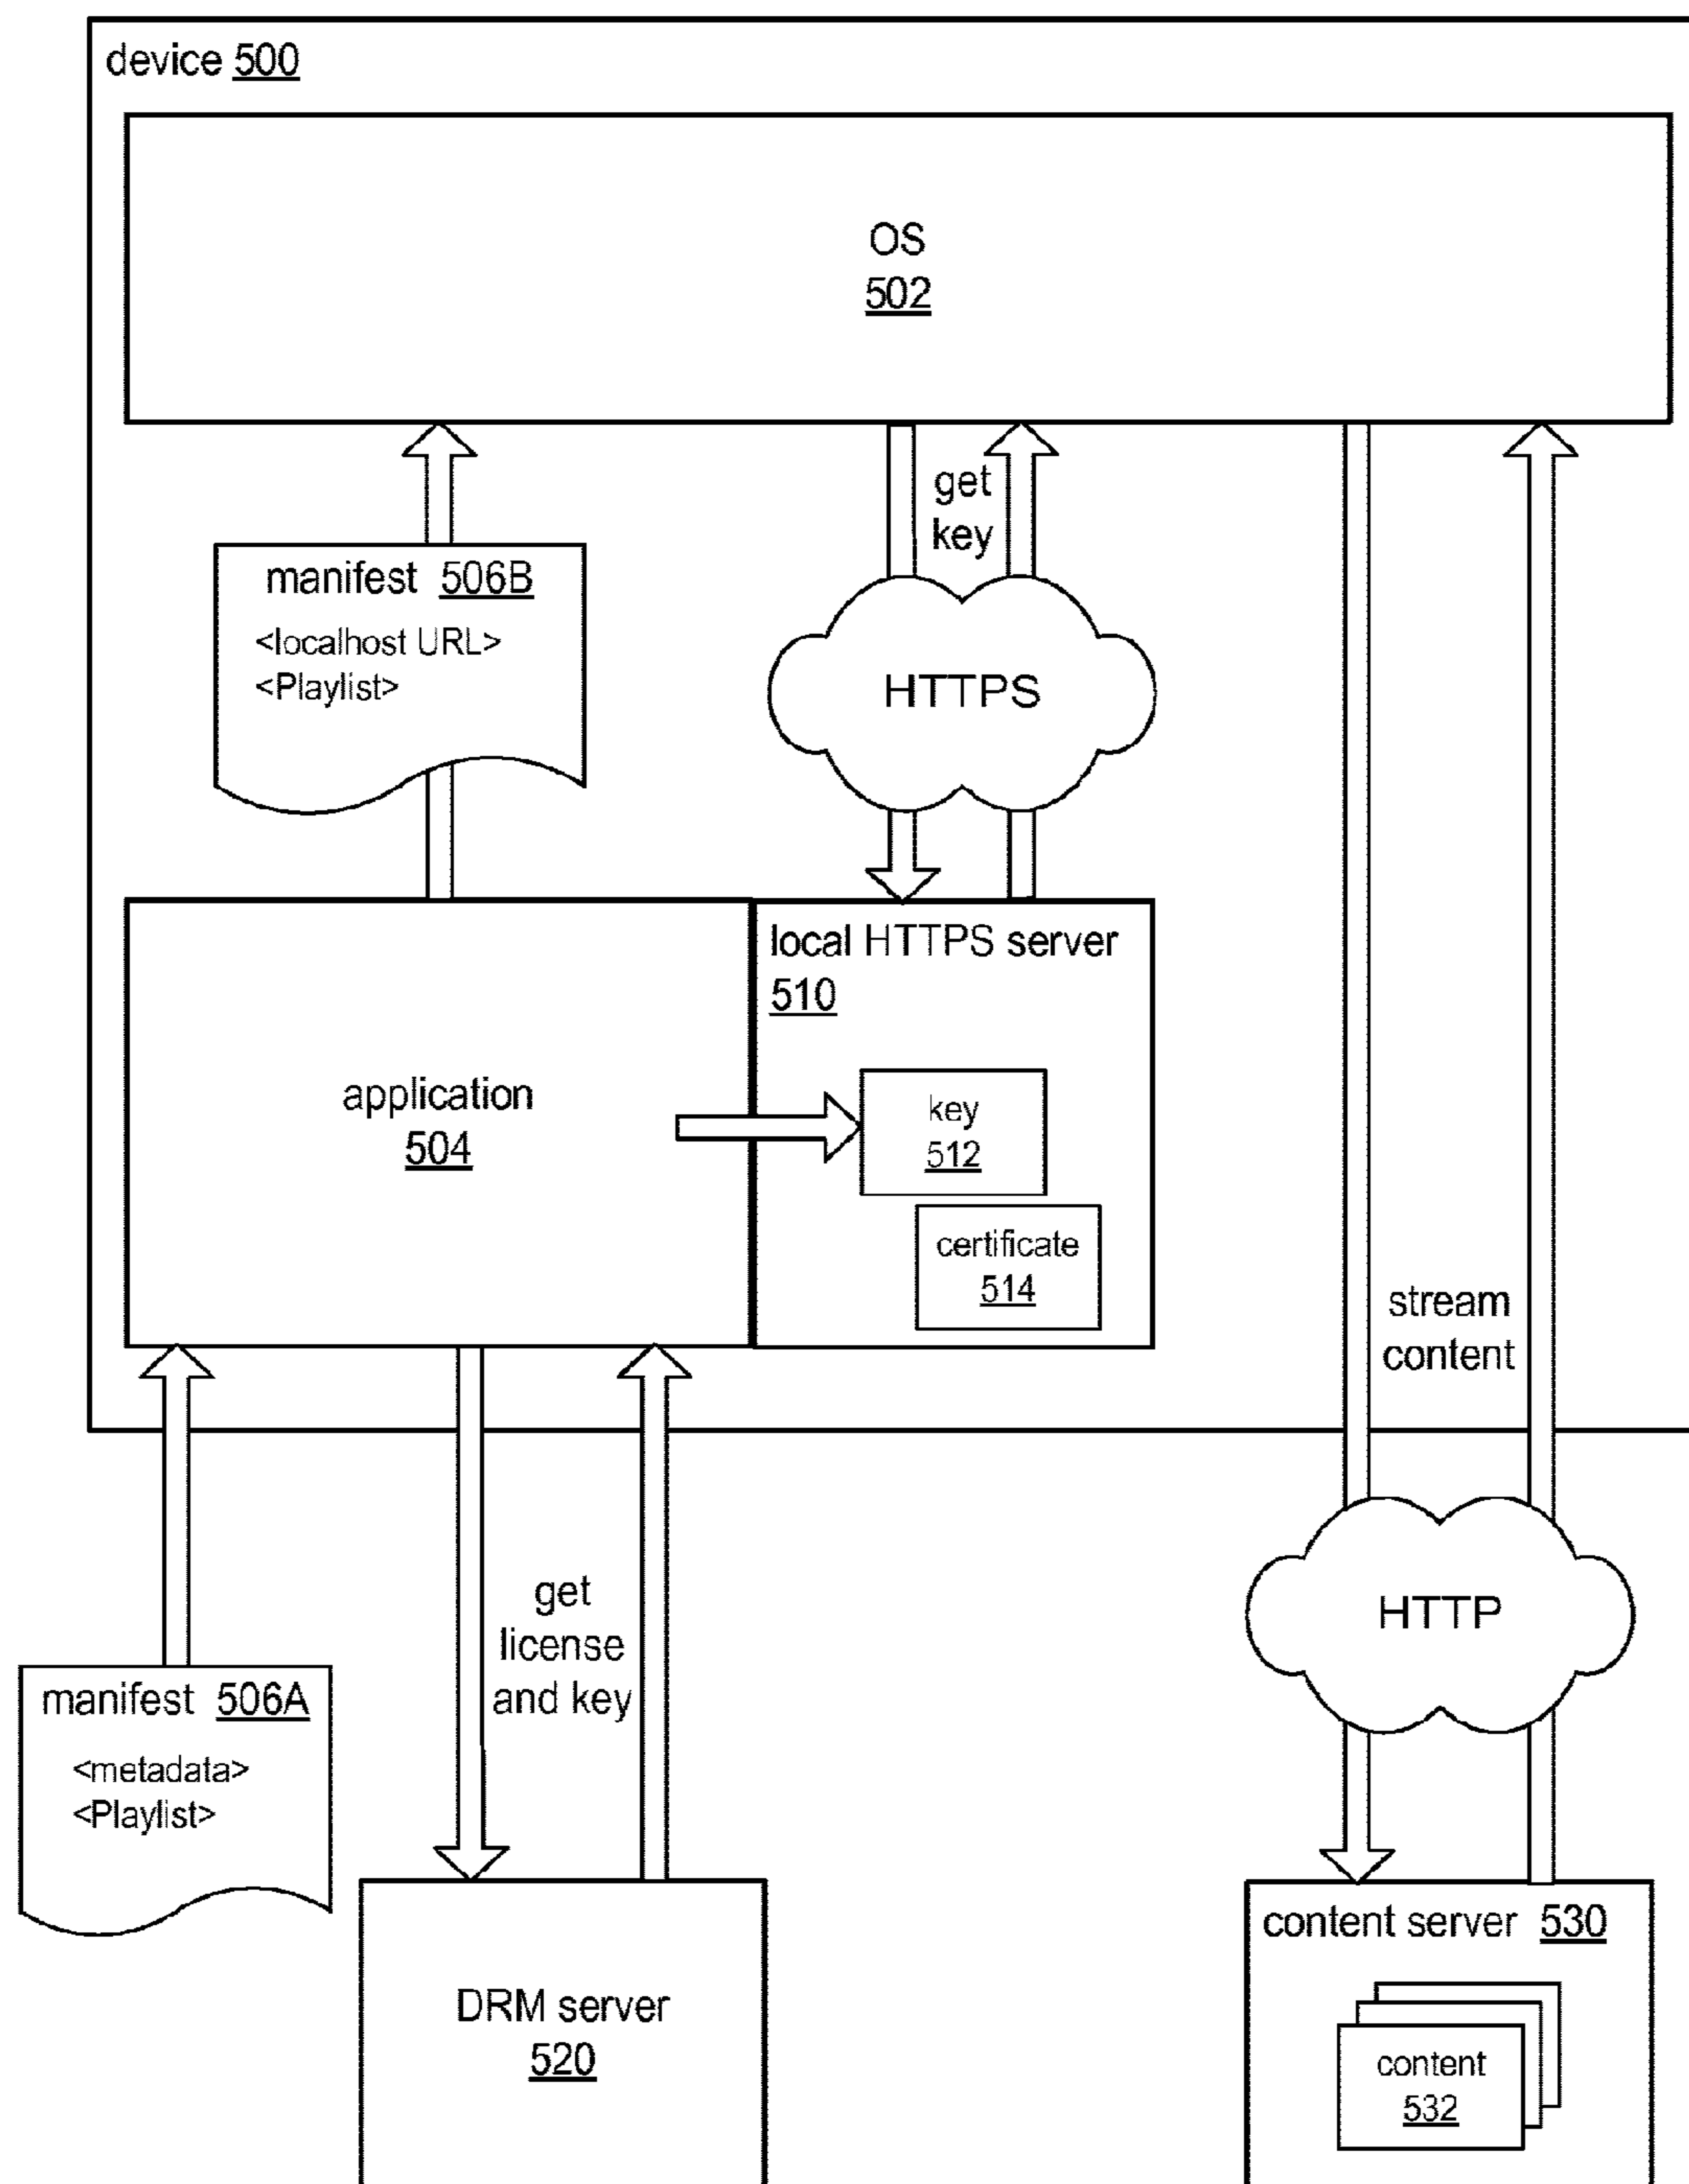 device 500
OS
502
get
key
manifest 506B
<localhost URL>
<Playlist>
HTTPS
local HTTPS server
510
application
504
key
512
certificate
514
stream
content
get
license
and key
HTTP
manifest 506A
<metadata>
<Playlist>
content server 530
DRM server
520
content
532